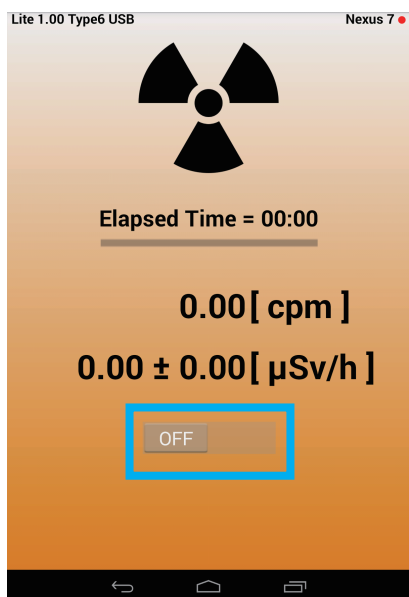 Lite 1.00 Type6 USB Nexus 7
Elapsed Time = 00:00
0.00[ cpm ]
0.00 ± 0.00[ μSv/h ]
OFF